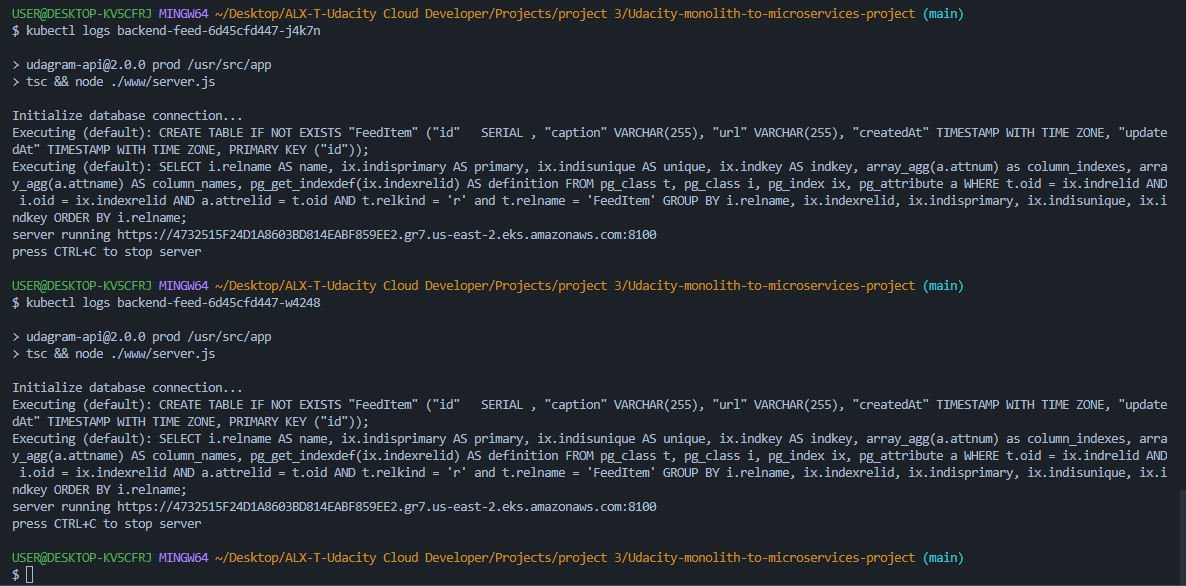 USER@DESKTOP-KV5CFRJ MINGW64 ~/Desktop/ALX-T-Udacity Cloud Developer/Projects/project 3/Udacity-monolith-to-microservices-project (main)
$ kubectl logs backend-feed-6d45cfd447-j4k7n
> udagram-api@2.0.0 prod /usr/src/app
> tsc && node ./www/server.js
Initialize database connection...
Executing (default): CREATE TABLE IF NOT EXISTS "FeedItem" ("id"   SERIAL , "caption" VARCHAR(255), "url" VARCHAR(255), "createdAt" TIMESTAMP WITH TIME ZONE, "update
dAt" TIMESTAMP WITH TIME ZONE, PRIMARY KEY ("id"));
Executing (default): SELECT i.relname AS name, ix.indisprimary AS primary, ix.indisunique AS unique, ix.indkey AS indkey, array_agg(a.attnum) as column_indexes, arra
y_agg(a.attname) AS column_names, pg_get_indexdef(ix.indexrelid) AS definition FROM pg_class t, pg_class i, pg_index ix, pg_attribute a WHERE t.oid = ix.indrelid AND
 i.oid = ix.indexrelid AND a.attrelid = t.oid AND t.relkind = 'r' and t.relname = 'FeedItem' GROUP BY i.relname, ix.indexrelid, ix.indisprimary, ix.indisunique, ix.i
ndkey ORDER BY i.relname;
server running https://4732515F24D1A8603BD814EABF859EE2.gr7.us-east-2.eks.amazonaws.com:8100
press CTRL+C to stop server
USER@DESKTOP-KV5CFRJ MINGW64 ~/Desktop/ALX-T-Udacity Cloud Developer/Projects/project 3/Udacity-monolith-to-microservices-project (main)
$ kubectl logs backend-feed-6d45cfd447-w4248
> udagram-api@2.0.0 prod /usr/src/app
> tsc && node ./www/server.js
Initialize database connection...
Executing (default): CREATE TABLE IF NOT EXISTS "FeedItem" ("id"   SERIAL , "caption" VARCHAR(255), "url" VARCHAR(255), "createdAt" TIMESTAMP WITH TIME ZONE, "update
dAt" TIMESTAMP WITH TIME ZONE, PRIMARY KEY ("id"));
Executing (default): SELECT i.relname AS name, ix.indisprimary AS primary, ix.indisunique AS unique, ix.indkey AS indkey, array_agg(a.attnum) as column_indexes, arra
y_agg(a.attname) AS column_names, pg_get_indexdef(ix.indexrelid) AS definition FROM pg_class t, pg_class i, pg_index ix, pg_attribute a WHERE t.oid = ix.indrelid AND
 i.oid = ix.indexrelid AND a.attrelid = t.oid AND t.relkind = 'r' and t.relname = 'FeedItem' GROUP BY i.relname, ix.indexrelid, ix.indisprimary, ix.indisunique, ix.i
ndkey ORDER BY i.relname;
server running https://4732515F24D1A8603BD814EABF859EE2.gr7.us-east-2.eks.amazonaws.com:8100
press CTRL+C to stop server
USER@DESKTOP-KV5CFRJ MINGW64 ~/Desktop/ALX-T-Udacity Cloud Developer/Projects/project 3/Udacity-monolith-to-microservices-project (main)
$